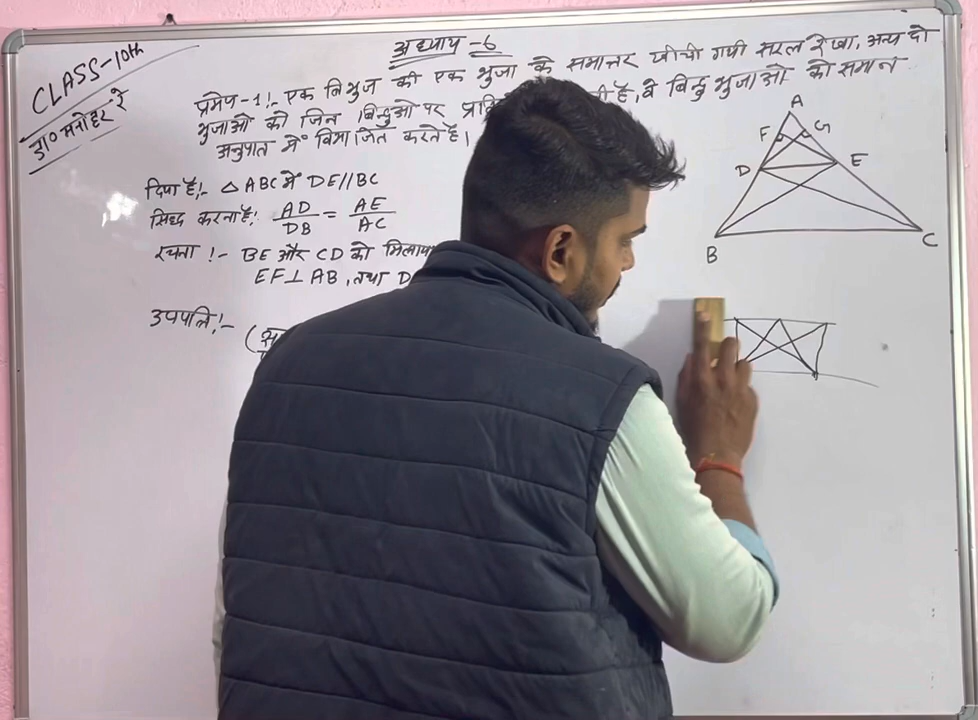 अध्याय-6
CLASS-10th
डा० मनोहर रे
प्रमेय-1!- एक त्रिभुज की एक भुजा के समान्तर खीची गयी सरल रेखा, अन्य दो
भुजाओ को जिन बिन्दुओ पर है, वे बिन्दु भुजाओ को समान
अनुपात में विभाजित करते है।
दिया है!- △ ABC में DE//BC
सिद्ध करना है! AD/DB = AE/AC
रचना !- BE और CD को मिलाया
EF⊥ AB, तथा D
उपपत्ति!-
A
F G
D E
B C